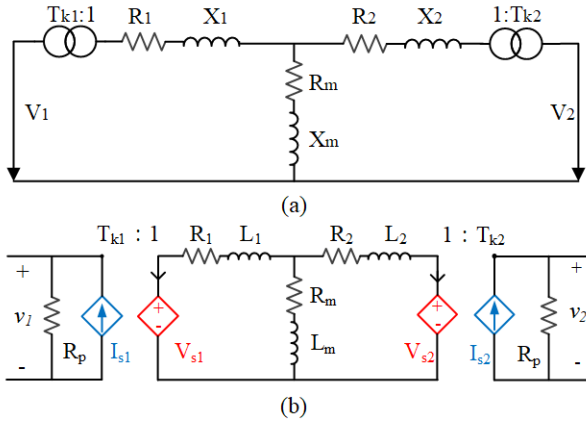 Tk1:1 R1 X1 R2 X2 1:Tk2
V1 Rm V2
Xm
(a)
Tk1 : 1 R1 L1 R2 L2 1 : Tk2
+ + - Rm + - +
v1 v2
Rp Is1 Vs1 Lm Vs2 Is2 Rp
- -
(b)